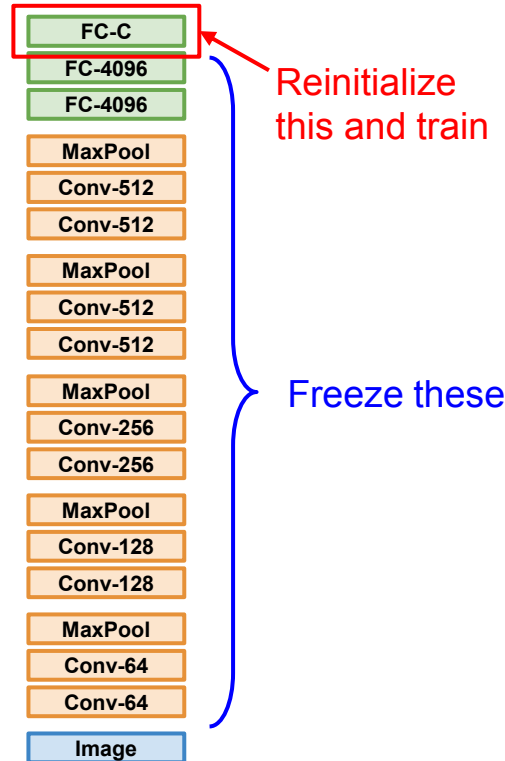 FC-C
FC-4096
FC-4096
Reinitialize
this and train
MaxPool
Conv-512
Conv-512
MaxPool
Conv-512
Conv-512
MaxPool
Conv-256
Conv-256
Freeze these
MaxPool
Conv-128
Conv-128
MaxPool
Conv-64
Conv-64
Image